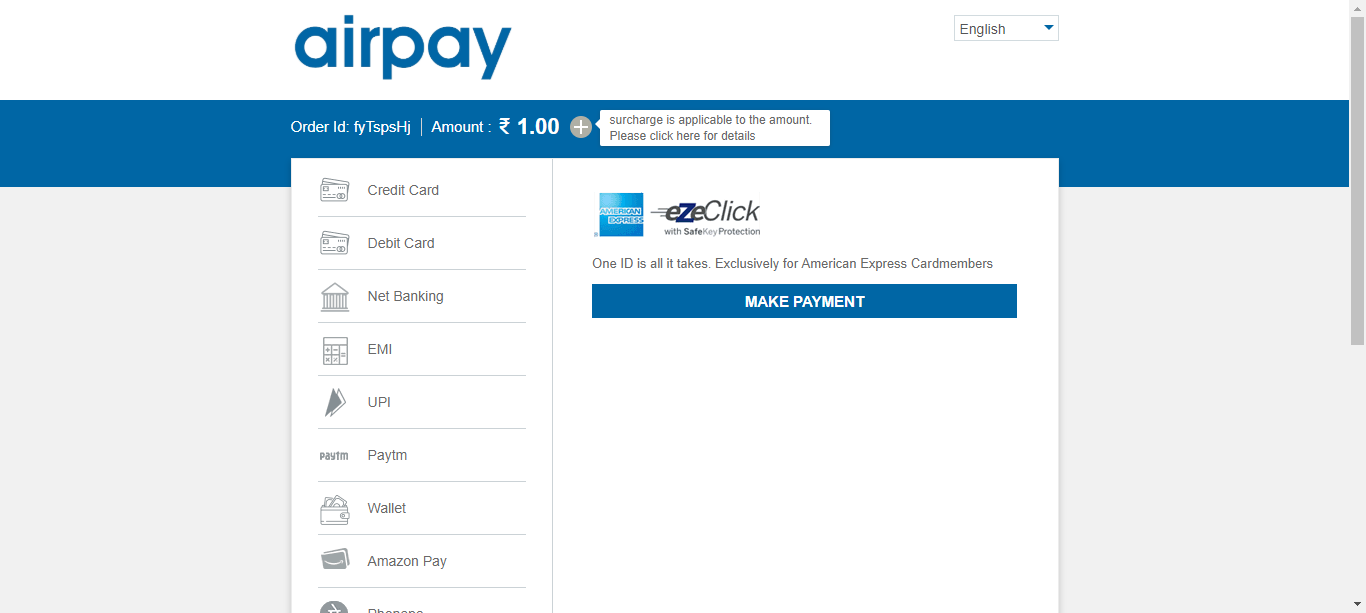 airpay
English
Order Id: fyTspsHj
Amount : ₹ 1.00
surcharge is applicable to the amount.
Please click here for details
Credit Card
Debit Card
Net Banking
EMI
UPI
paytm
Paytm
Wallet
Amazon Pay
Phonepe
AMERICAN
EXPRESS
®
ezeClick
with SafeKey Protection
One ID is all it takes. Exclusively for American Express Cardmembers
MAKE PAYMENT